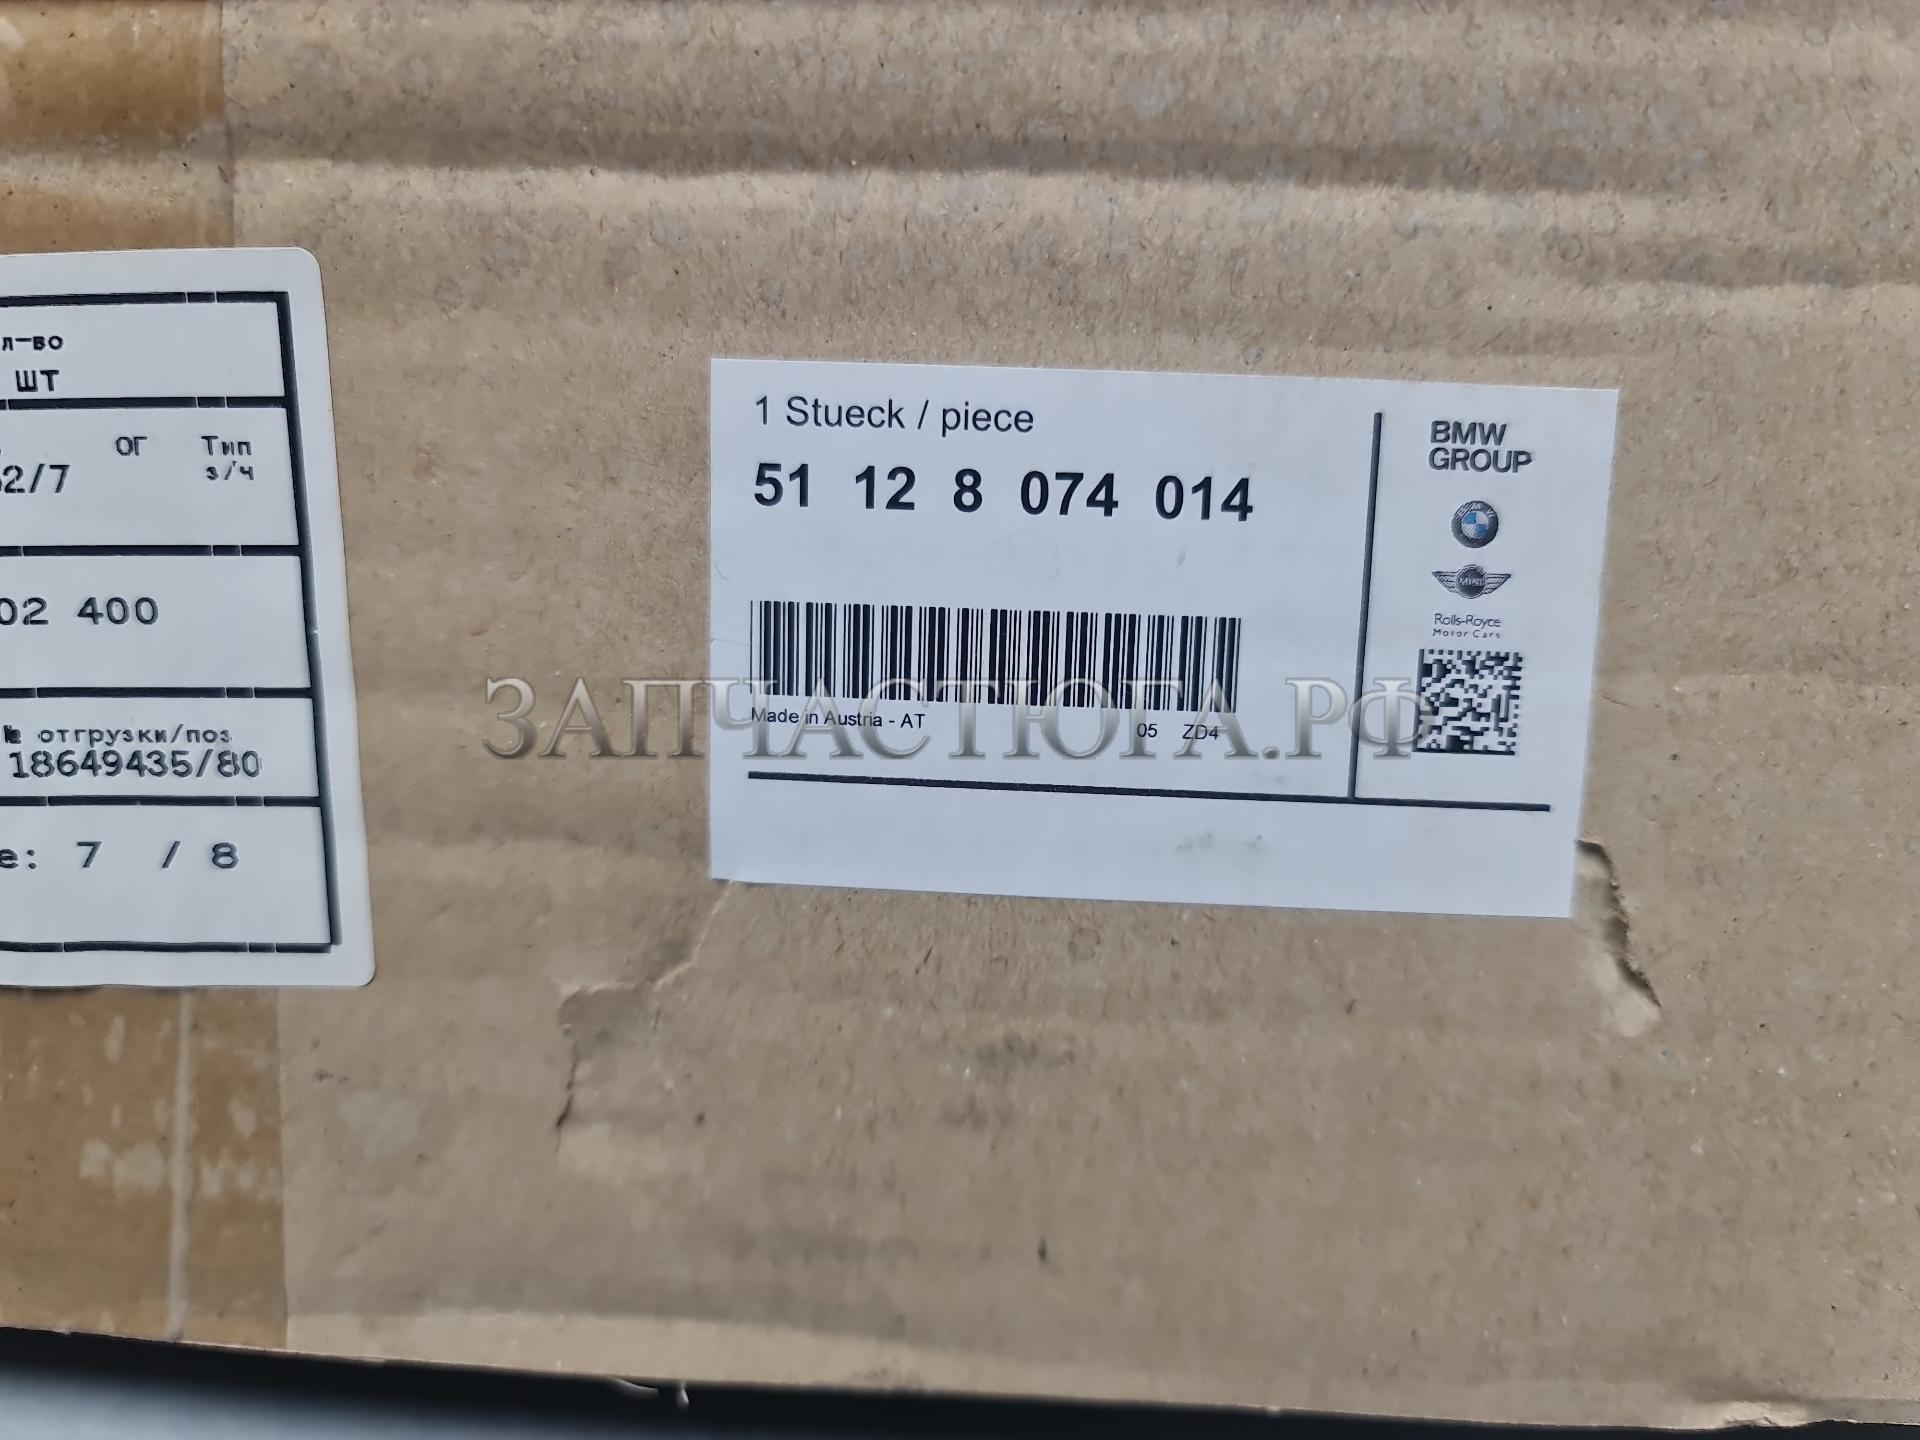 л-во
ШТ
ОГ Тип
з/ч
2/7
02 400
№ отгрузки/поз
18649435/80
е: 7 / 8
1 Stueck / piece
51 12 8 074 014
Made in Austria - AT
05 ZD4
BMW
GROUP
MINI
Rolls-Royce
Motor Cars
ЗАПЧАСТЮГА.РФ